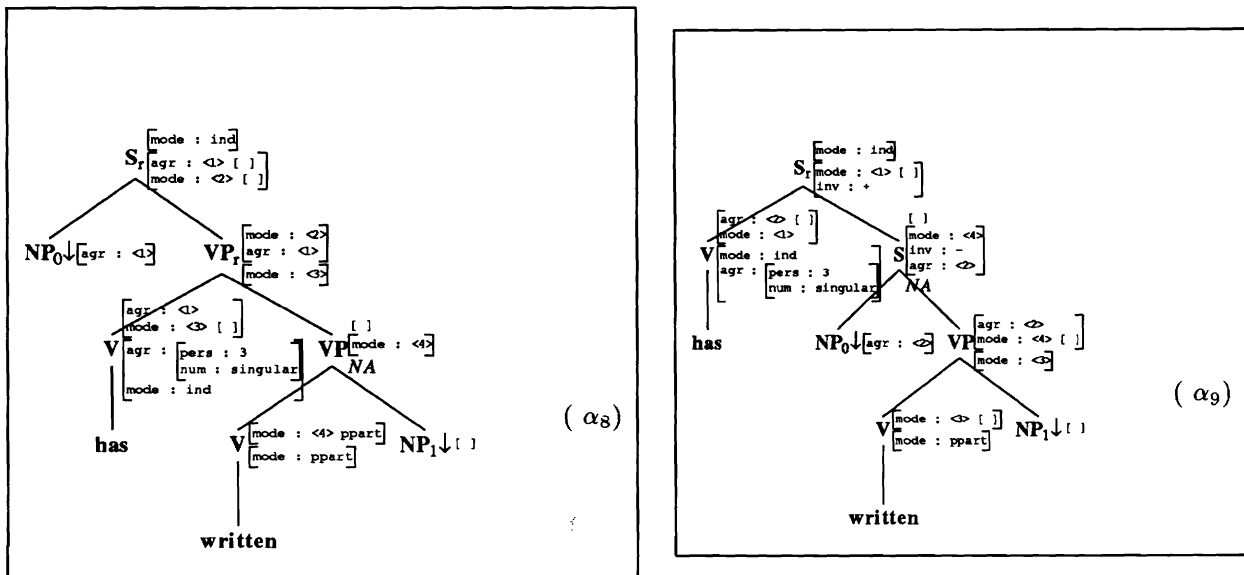 [mode : ind]
S_r [agr : <1> [ ]
mode : <2> [ ]]
NP_0↓[agr : <1>]
VP_r [mode : <2>
agr : <1>]
[mode : <3>]
[agr : <1>
mode : <3> [ ]]
V [agr : [pers : 3
num : singular]
mode : ind]
[ ]
VP [mode : <4>]
NA
has
V [mode : <4> ppart]
[mode : ppart]
NP_1↓[ ]
written
( α_8 )
[mode : ind]
S_r [mode : <1> [ ]
inv : +]
[agr : <2> [ ]
mode : <1>]
V [mode : ind
agr : [pers : 3
num : singular]]
[ ]
S [mode : <4>
inv : -
agr : <2>]
NA
has
NP_0↓[agr : <2>]
VP [agr : <2>
mode : <4> [ ]]
[mode : <3>]
V [mode : <3> [ ]]
[mode : ppart]
NP_1↓[ ]
written
( α_9 )